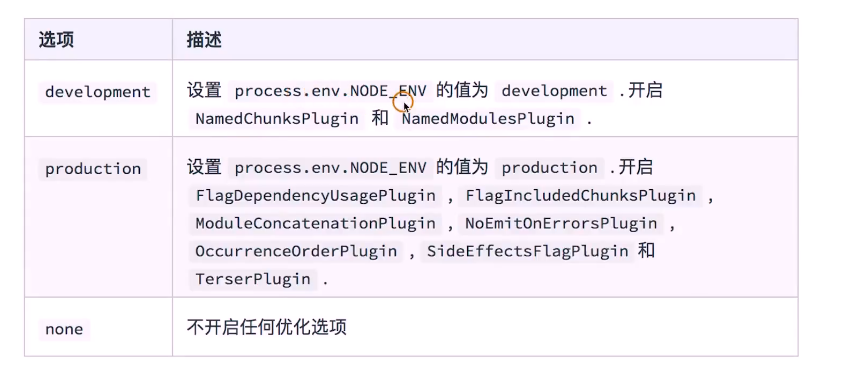 选项 描述
development 设置 process.env.NODE_ENV 的值为 development .开启
NamedChunksPlugin 和 NamedModulesPlugin .
production 设置 process.env.NODE_ENV 的值为 production .开启
FlagDependencyUsagePlugin , FlagIncludedChunksPlugin ,
ModuleConcatenationPlugin , NoEmitOnErrorsPlugin ,
OccurrenceOrderPlugin , SideEffectsFlagPlugin 和
TerserPlugin .
none 不开启任何优化选项